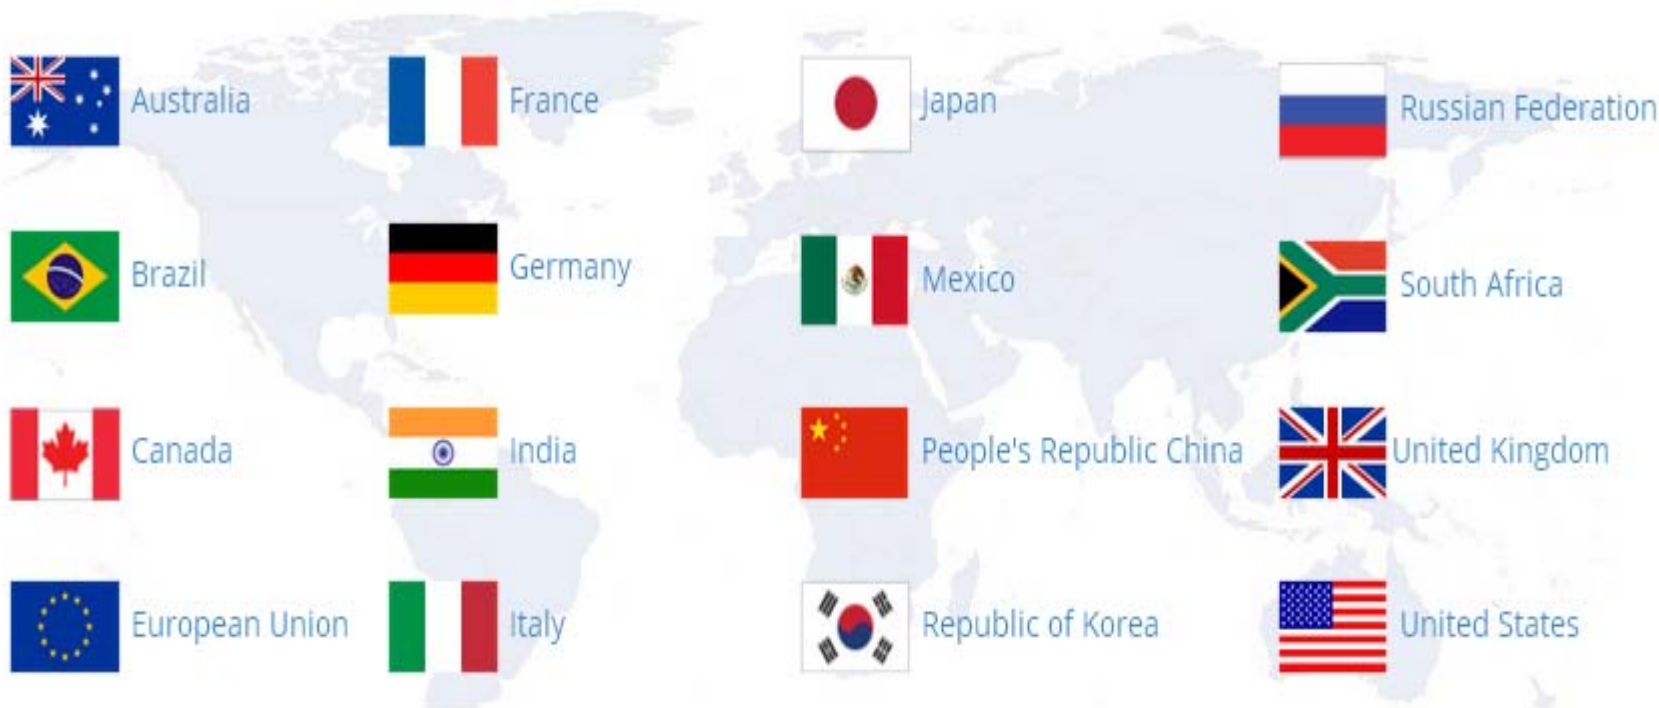 Australia
France
Japan
Russian Federation
Brazil
Germany
Mexico
South Africa
Canada
India
People's Republic China
United Kingdom
European Union
Italy
Republic of Korea
United States